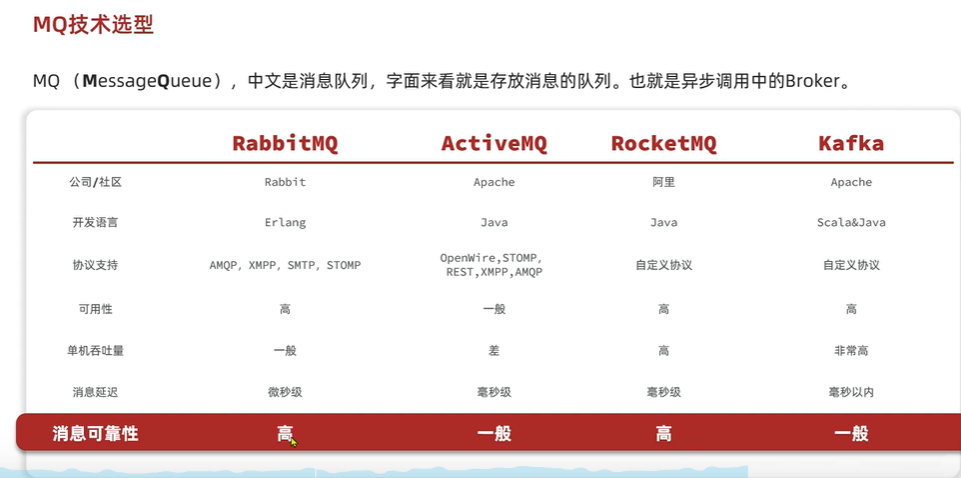 MQ技术选型
MQ （MessageQueue），中文是消息队列，字面来看就是存放消息的队列。也就是异步调用中的Broker。
RabbitMQ ActiveMQ RocketMQ Kafka
公司/社区 Rabbit Apache 阿里 Apache
开发语言 Erlang Java Java Scala&Java
协议支持 AMQP, XMPP, SMTP, STOMP OpenWire,STOMP, REST,XMPP,AMQP 自定义协议 自定义协议
可用性 高 一般 高 高
单机吞吐量 一般 差 高 非常高
消息延迟 微秒级 毫秒级 毫秒级 毫秒以内
消息可靠性 高 一般 高 一般